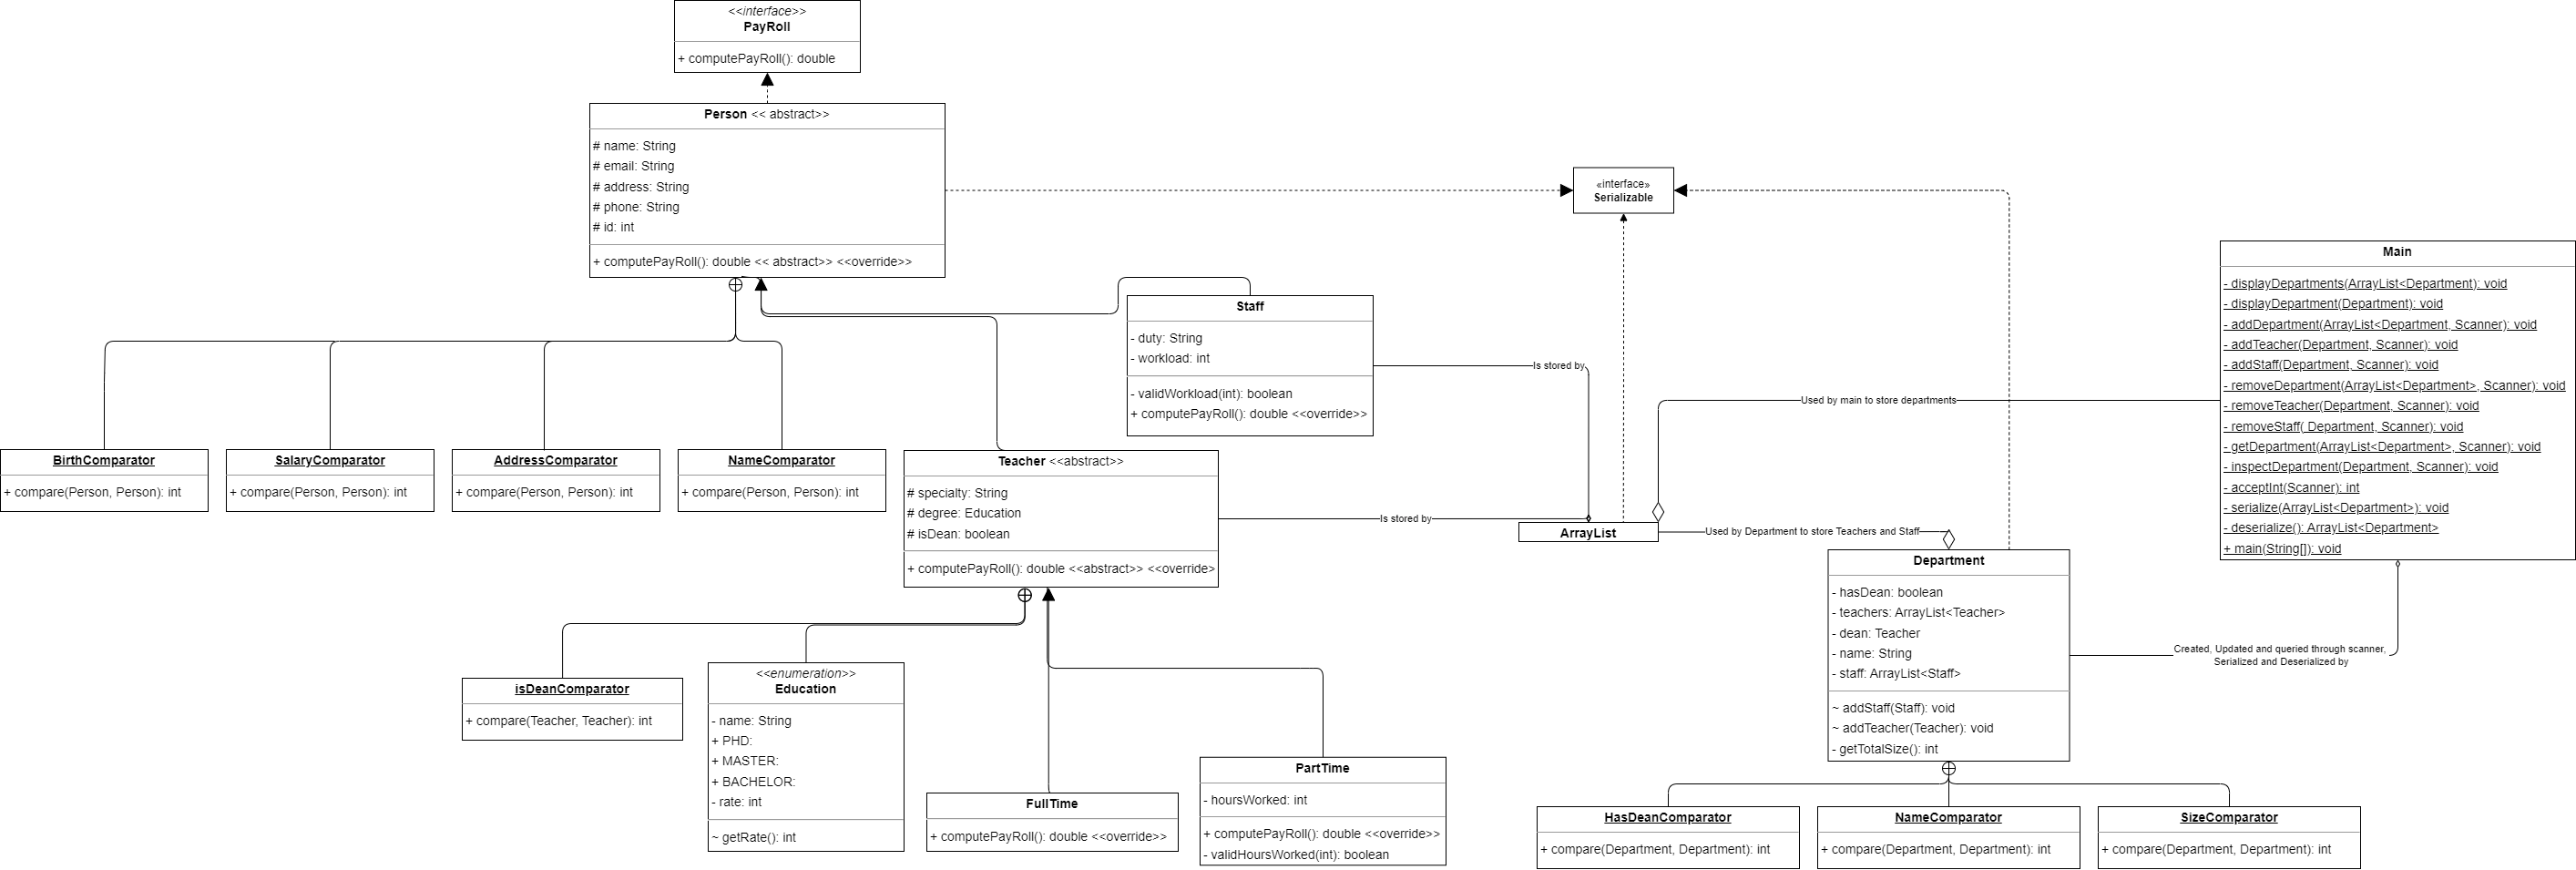 <<interface>>
PayRoll
+ computePayRoll(): double
Person << abstract>>
# name: String
# email: String
# address: String
# phone: String
# id: int
+ computePayRoll(): double << abstract>> <<override>>
«interface»
Serializable
Main
- displayDepartments(ArrayList<Department): void
- displayDepartment(Department): void
- addDepartment(ArrayList<Department, Scanner): void
- addTeacher(Department, Scanner): void
- addStaff(Department, Scanner): void
- removeDepartment(ArrayList<Department>, Scanner): void
- removeTeacher(Department, Scanner): void
- removeStaff( Department, Scanner): void
- getDepartment(ArrayList<Department>, Scanner): void
- inspectDepartment(Department, Scanner): void
- acceptInt(Scanner): int
- serialize(ArrayList<Department>): void
- deserialize(): ArrayList<Department>
+ main(String[]): void
Staff
- duty: String
- workload: int
- validWorkload(int): boolean
+ computePayRoll(): double <<override>>
Is stored by
Used by main to store departments
BirthComparator
+ compare(Person, Person): int
SalaryComparator
+ compare(Person, Person): int
AddressComparator
+ compare(Person, Person): int
NameComparator
+ compare(Person, Person): int
Teacher <<abstract>>
# specialty: String
# degree: Education
# isDean: boolean
+ computePayRoll(): double <<abstract>> <<override>
Is stored by
ArrayList
Used by Department to store Teachers and Staff
Department
- hasDean: boolean
- teachers: ArrayList<Teacher>
- dean: Teacher
- name: String
- staff: ArrayList<Staff>
~ addStaff(Staff): void
~ addTeacher(Teacher): void
- getTotalSize(): int
Created, Updated and queried through scanner,
Serialized and Deserialized by
isDeanComparator
+ compare(Teacher, Teacher): int
<<enumeration>>
Education
- name: String
+ PHD:
+ MASTER:
+ BACHELOR:
- rate: int
~ getRate(): int
FullTime
+ computePayRoll(): double <<override>>
PartTime
- hoursWorked: int
+ computePayRoll(): double <<override>>
- validHoursWorked(int): boolean
HasDeanComparator
+ compare(Department, Department): int
NameComparator
+ compare(Department, Department): int
SizeComparator
+ compare(Department, Department): int